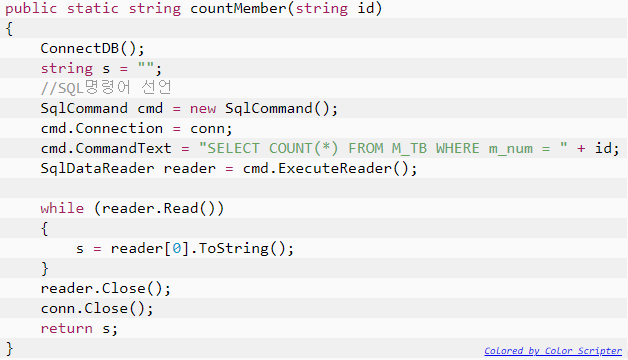 public static string countMember(string id)
{
    ConnectDB();
    string s = "";
    //SQL명령어 선언
    SqlCommand cmd = new SqlCommand();
    cmd.Connection = conn;
    cmd.CommandText = "SELECT COUNT(*) FROM M_TB WHERE m_num = " + id;
    SqlDataReader reader = cmd.ExecuteReader();

    while (reader.Read())
    {
        s = reader[0].ToString();
    }
    reader.Close();
    conn.Close();
    return s;
}
Colored by Color Scripter